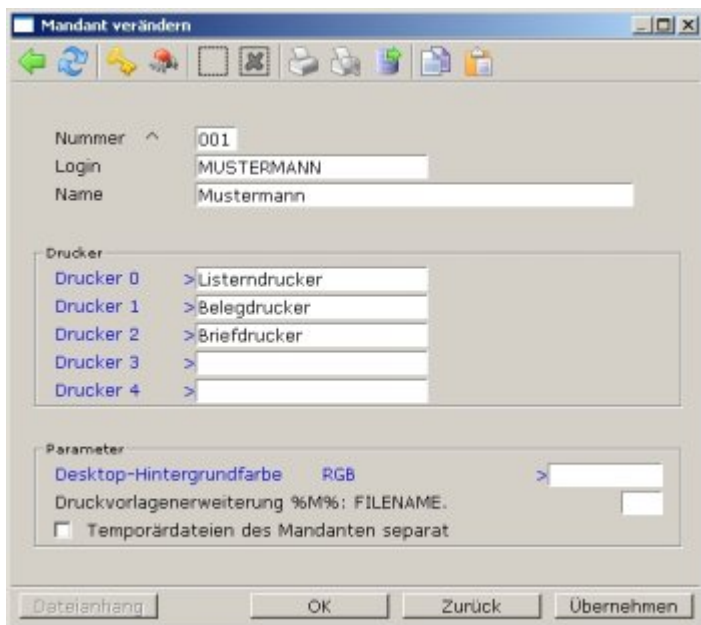 Mandant verändern
Nummer ^ 001
Login MUSTERMANN
Name Mustermann
Drucker
Drucker 0 >Listerndrucker
Drucker 1 >Belegdrucker
Drucker 2 >Briefdrucker
Drucker 3 >
Drucker 4 >
Parameter
Desktop-Hintergrundfarbe RGB >
Druckvorlagenerweiterung %M%: FILENAME.
Temporärdateien des Mandanten separat
Dateianhang OK Zurück Übernehmen